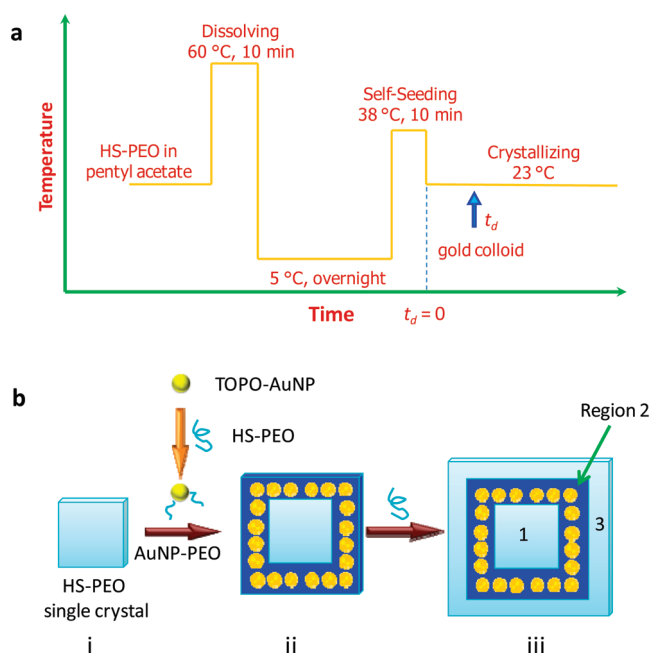 a
Dissolving
60 °C, 10 min
Self-Seeding
38 °C, 10 min
HS-PEO in
pentyl acetate
Crystallizing
23 °C
t_d
gold colloid
5 °C, overnight
Temperature
Time
t_d = 0
b
TOPO-AuNP
HS-PEO
Region 2
AuNP-PEO
1
3
HS-PEO
single crystal
i
ii
iii